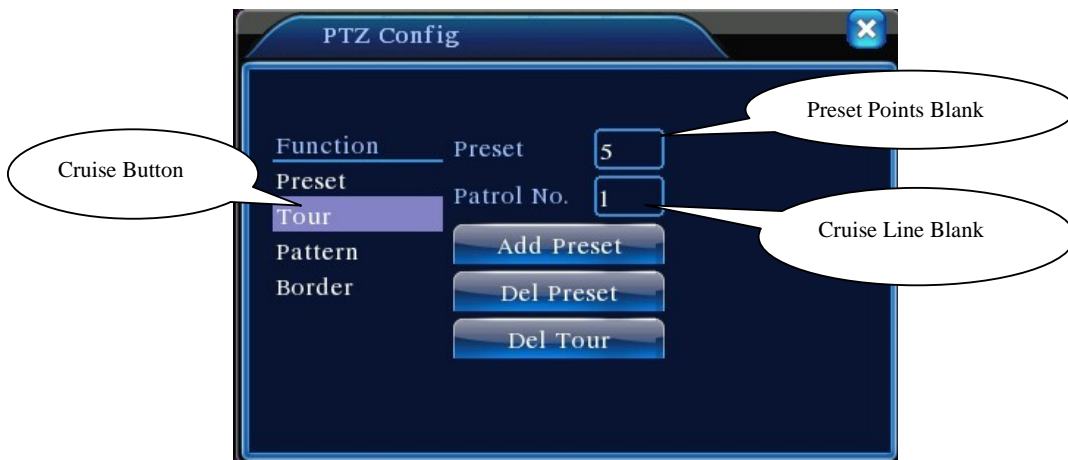 PTZ Config
Preset Points Blank
Function
Preset
5
Cruise Button
Preset
Patrol No.
1
Tour
Cruise Line Blank
Pattern
Add Preset
Border
Del Preset
Del Tour